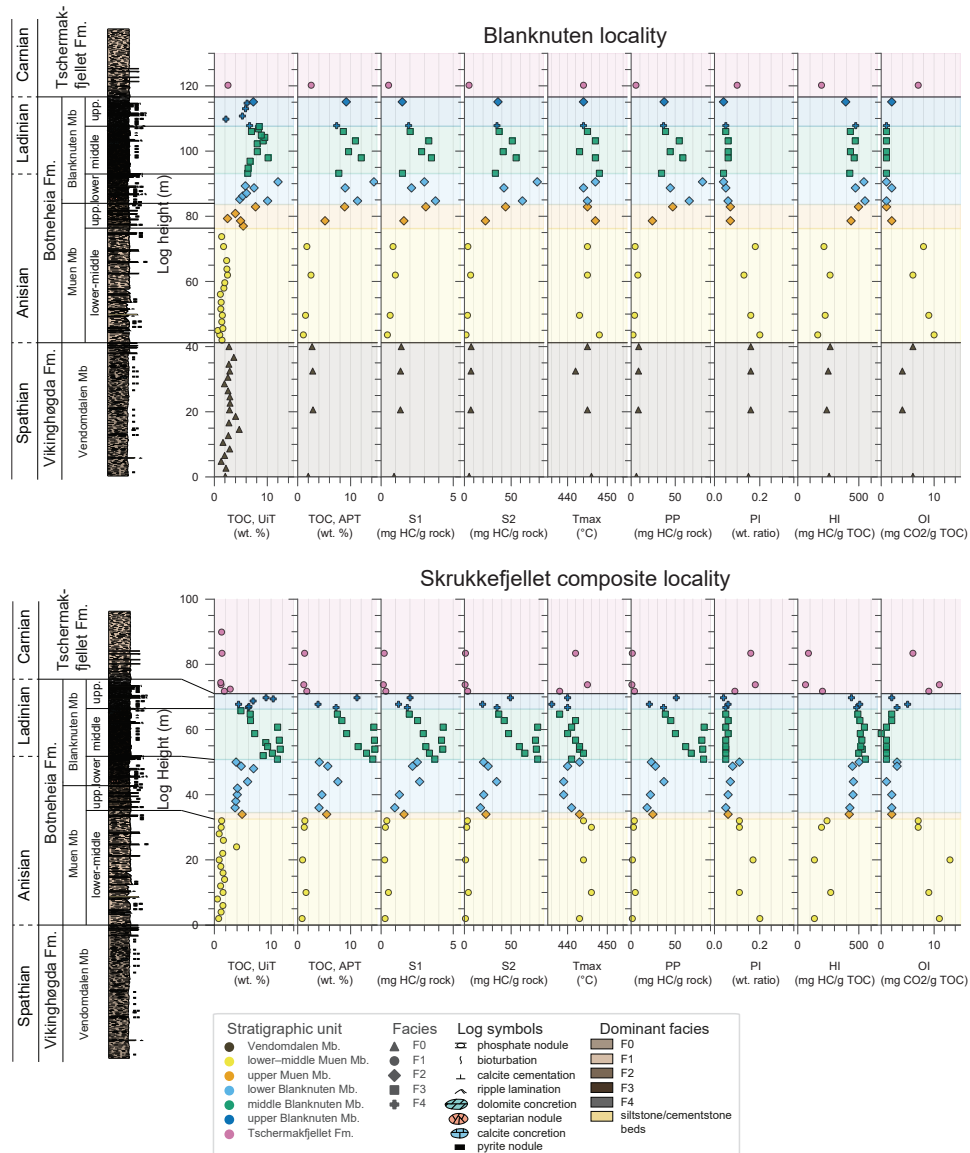 Blanknuten locality
Carnian
Tschermak-
fjellet Fm.
Ladinian
Anisian
Spathian
Botneheia Fm.
Vikinghøgda Fm.
Blanknuten Mb
upp.
middle
lower
Muen Mb
upp.
lower-middle
Vendomdalen Mb
Log height (m)
120
100
80
60
40
20
0
0 10
0 10
0 5
0 50
440 450
0 50
0.0 0.2
0 500
0 10
TOC, UiT
(wt. %)
TOC, APT
(wt. %)
S1
(mg HC/g rock)
S2
(mg HC/g rock)
Tmax
(°C)
PP
(mg HC/g rock)
PI
(wt. ratio)
HI
(mg HC/g TOC)
OI
(mg CO2/g TOC)
Skrukkefjellet composite locality
Carnian
Tschermak-
fjellet Fm.
Ladinian
Anisian
Spathian
Botneheia Fm.
Vikinghøgda Fm.
Blanknuten Mb
upp.
middle
lower
Muen Mb
upp.
lower-middle
Vendomdalen Mb
Log Height (m)
100
80
60
40
20
0
0 10
0 10
0 5
0 50
440 450
0 50
0.0 0.2
0 500
0 10
TOC, UiT
(wt. %)
TOC, APT
(wt. %)
S1
(mg HC/g rock)
S2
(mg HC/g rock)
Tmax
(°C)
PP
(mg HC/g rock)
PI
(wt. ratio)
HI
(mg HC/g TOC)
OI
(mg CO2/g TOC)
Stratigraphic unit
Vendomdalen Mb.
lower–middle Muen Mb.
upper Muen Mb.
lower Blanknuten Mb.
middle Blanknuten Mb.
upper Blanknuten Mb.
Tschermakfjellet Fm.
Facies
F0
F1
F2
F3
F4
Log symbols
phosphate nodule
bioturbation
calcite cementation
ripple lamination
dolomite concretion
septarian nodule
calcite concretion
pyrite nodule
Dominant facies
F0
F1
F2
F3
F4
siltstone/cementstone
beds